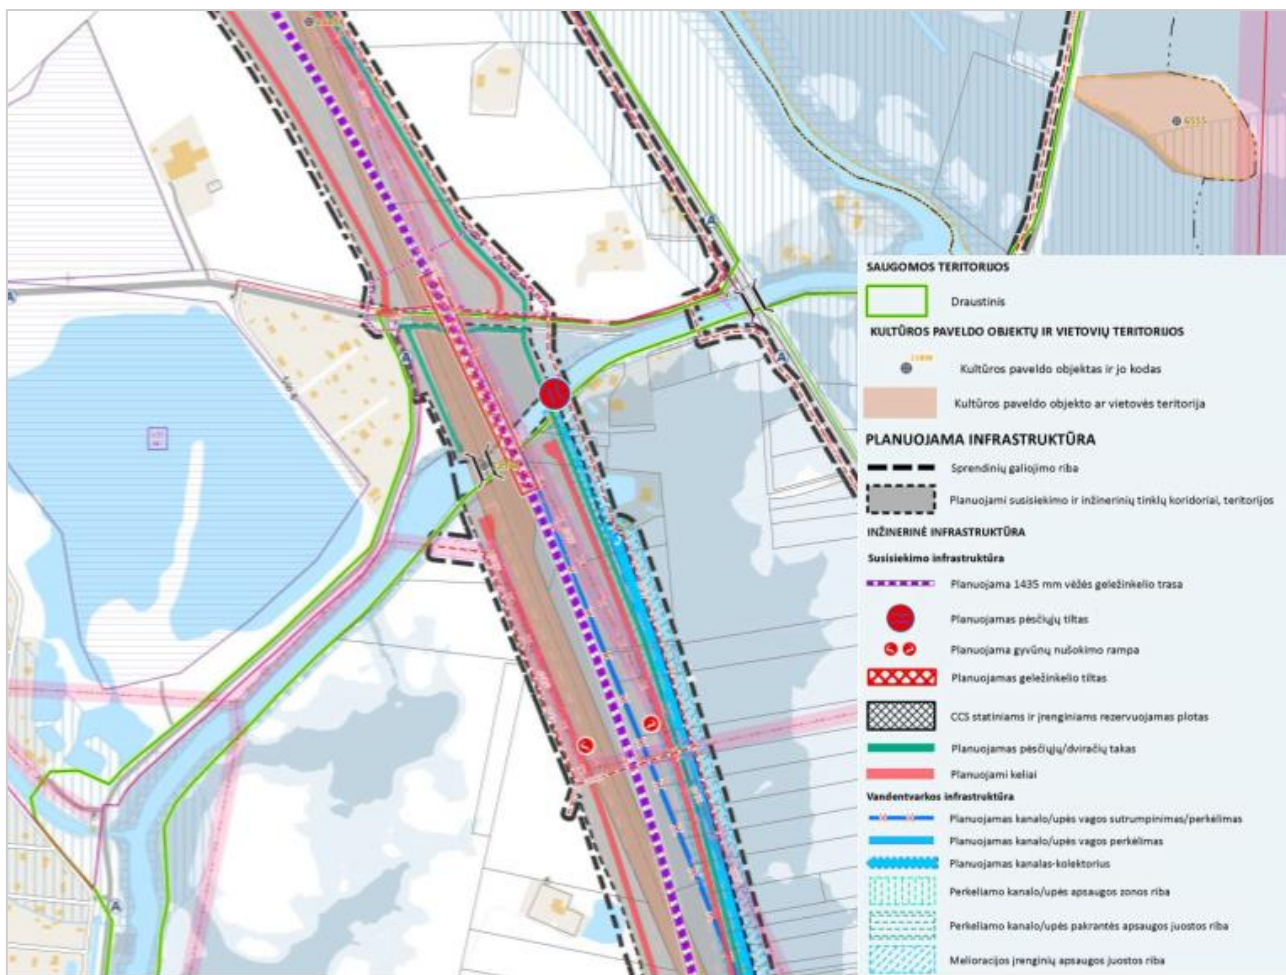 6555
A
A
A
A
A
A
SAUGOMOS TERITORIJOS
Draustinis
KULTŪROS PAVELDO OBJEKTŲ IR VIETOVIŲ TERITORIJOS
Kultūros paveldo objektas ir jo kodas
Kultūros paveldo objekto ar vietovės teritorija
PLANUOJAMA INFRASTRUKTŪRA
Sprendinių galiojimo riba
Planuojami susisiekimo ir inžinerinių tinklų koridoriai, teritorijos
INŽINERINĖ INFRASTRUKTŪRA
Susisiekimo infrastruktūra
Planuojama 1435 mm vėžės geležinkelio trasa
Planuojamas pėsčiųjų tiltas
Planuojama gyvūnų nušokimo rampa
Planuojamas geležinkelio tiltas
CCS statiniams ir įrenginiams rezervuojamas plotas
Planuojamas pėsčiųjų/dviračių takas
Planuojami keliai
Vandentvarkos infrastruktūra
Planuojamas kanalo/upės vagos sutrumpinimas/perkėlimas
Planuojamas kanalo/upės vagos perkėlimas
Planuojamas kanalas-kolektorius
Perkeliamo kanalo/upės apsaugos zonos riba
Perkeliamo kanalo/upės pakrantės apsaugos juostos riba
Melioracijos įrenginių apsaugos juostos riba